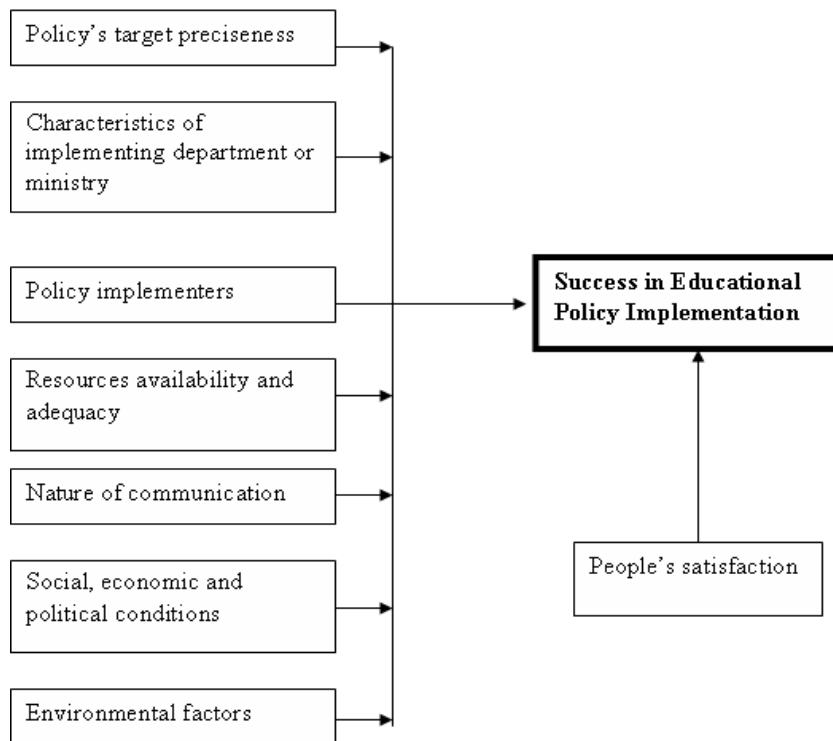 Policy’s target preciseness
Characteristics of
implementing department or
ministry
Policy implementers
Resources availability and
adequacy
Nature of communication
Social, economic and
political conditions
Environmental factors
Success in Educational
Policy Implementation
People’s satisfaction